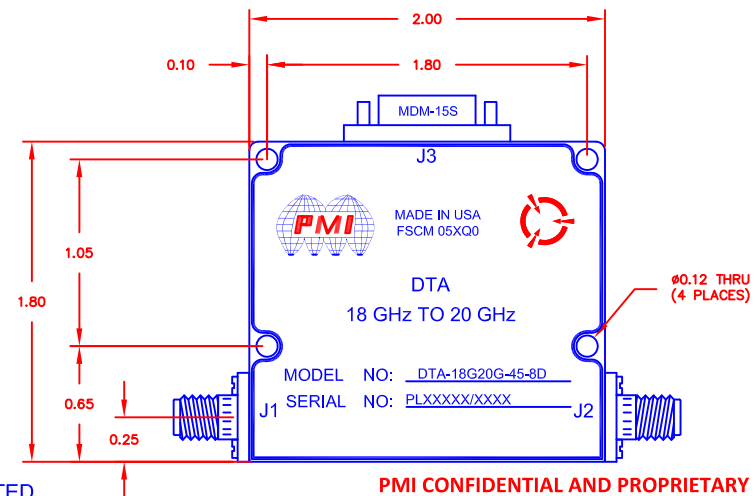 2.00
0.10
1.80
MDM-15S
J3
PMI
MADE IN USA
FSCM 05XQ0
1.05
DTA
ø0.12 THRU
(4 PLACES)
1.80
18 GHz TO 20 GHz
MODEL NO: DTA-18G20G-45-8D
0.65
J1
SERIAL NO: PLXXXXX/XXXX
J2
0.25
PMI CONFIDENTIAL AND PROPRIETARY